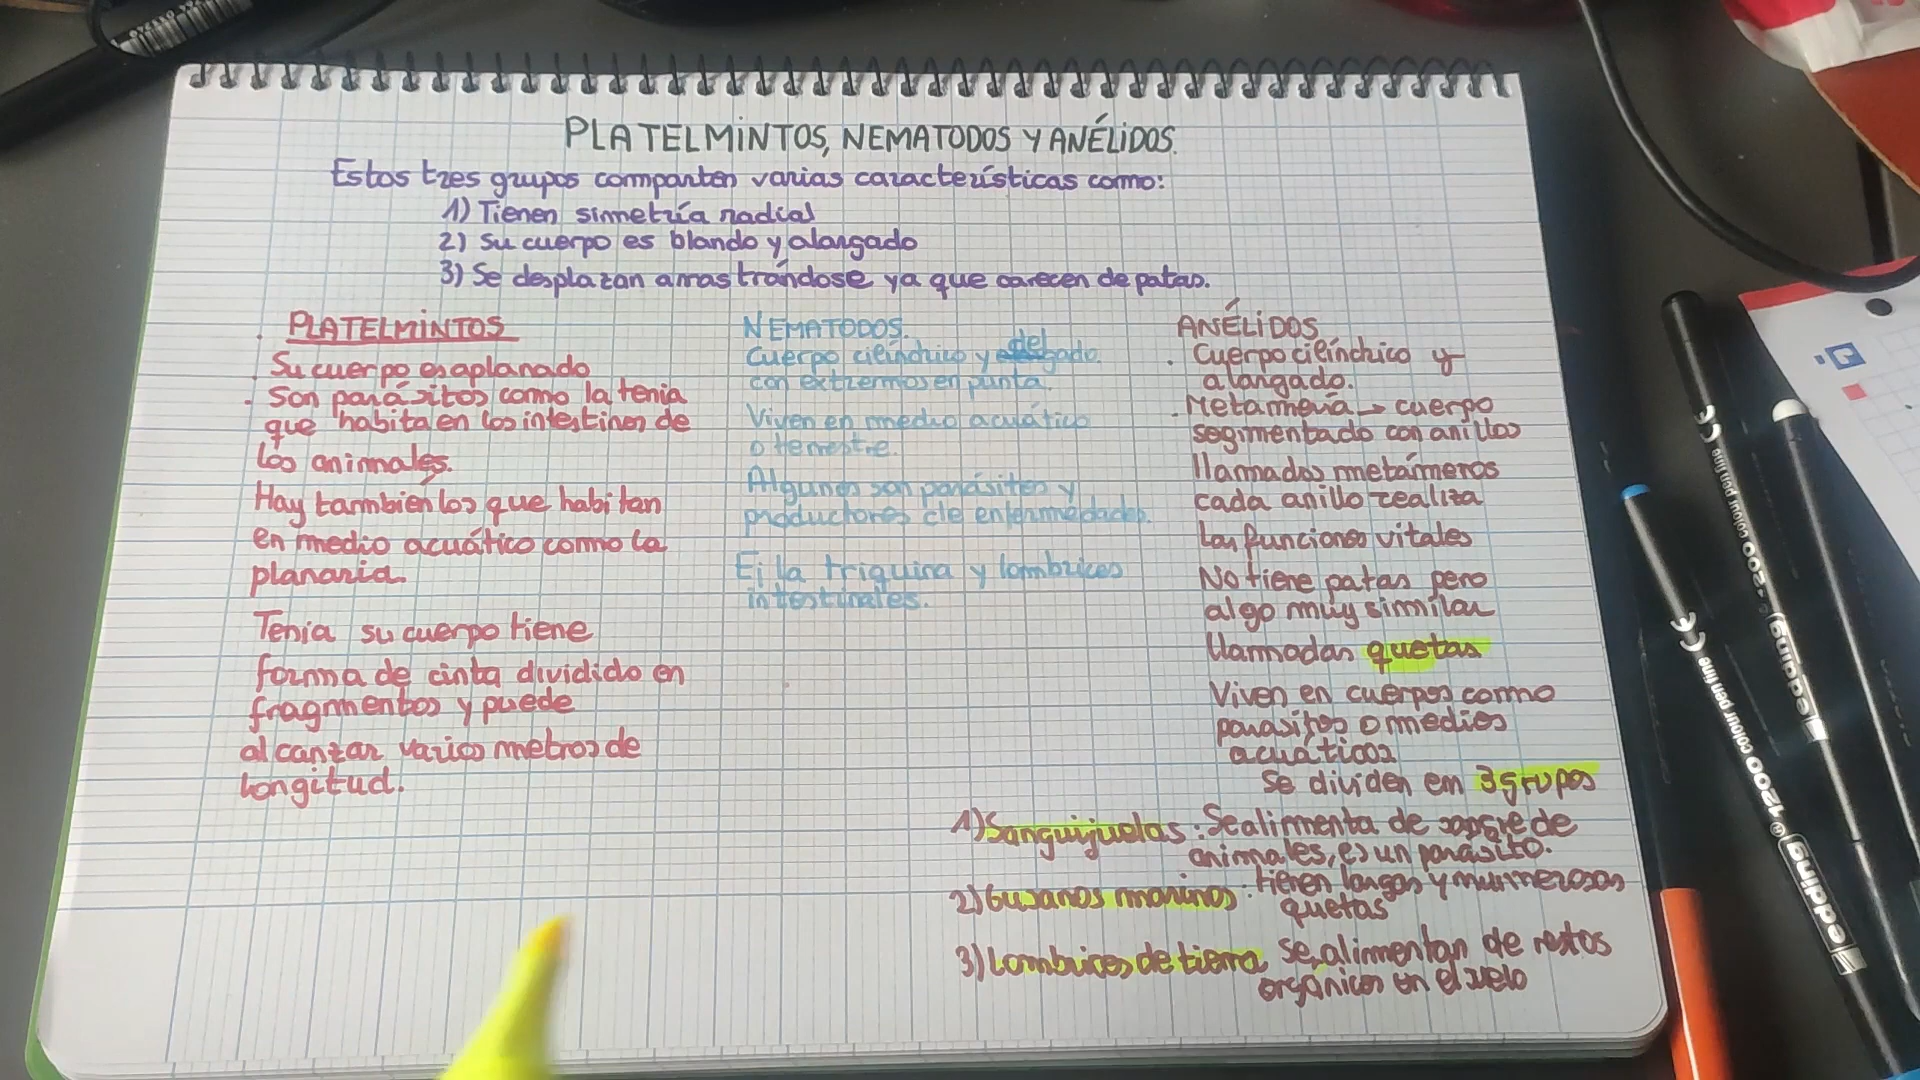 PLATELMINTOS, NEMATODOS Y ANÉLIDOS.
Estos tres grupos comparten varias características como:
1) Tienen simetría radial
2) Su cuerpo es blando y alargado
3) Se desplazan arrastrándose ya que carecen de patas.
PLATELMINTOS
Su cuerpo es aplanado
Son parásitos como la tenia
que habita en los intestinos de
los animales.
Hay también los que habitan
en medio acuático como la
planaria.
Tenia su cuerpo tiene
forma de cinta dividido en
fragmentos y puede
alcanzar varios metros de
longitud.
NEMATODOS.
Cuerpo cilíndrico y delgado
con extremos en punta.
Viven en medio acuático
o terrestre.
Algunos son parásitos y
productores de enfermedades.
Ej la triquina y lombrices
intestinales.
ANÉLIDOS
Cuerpo cilíndrico y
alargado.
Metamería → cuerpo
segmentado con anillos
llamados metámeros
cada anillo realiza
las funciones vitales
No tiene patas pero
algo muy similar
llamadas quetas
Viven en cuerpos como
parasitos o medios
acuáticos
Se dividen em 3 grupos
1) Sanguijuelas: Se alimenta de sangre de
animales, es un parásito.
2) Gusanos marinos: tienen largas y munmerosas
quetas
3) Lombrices de tierra se alimentan de restos
orgánicos en el suelo
edding
1200 colour pen fine
edding
1200 colour pen fine